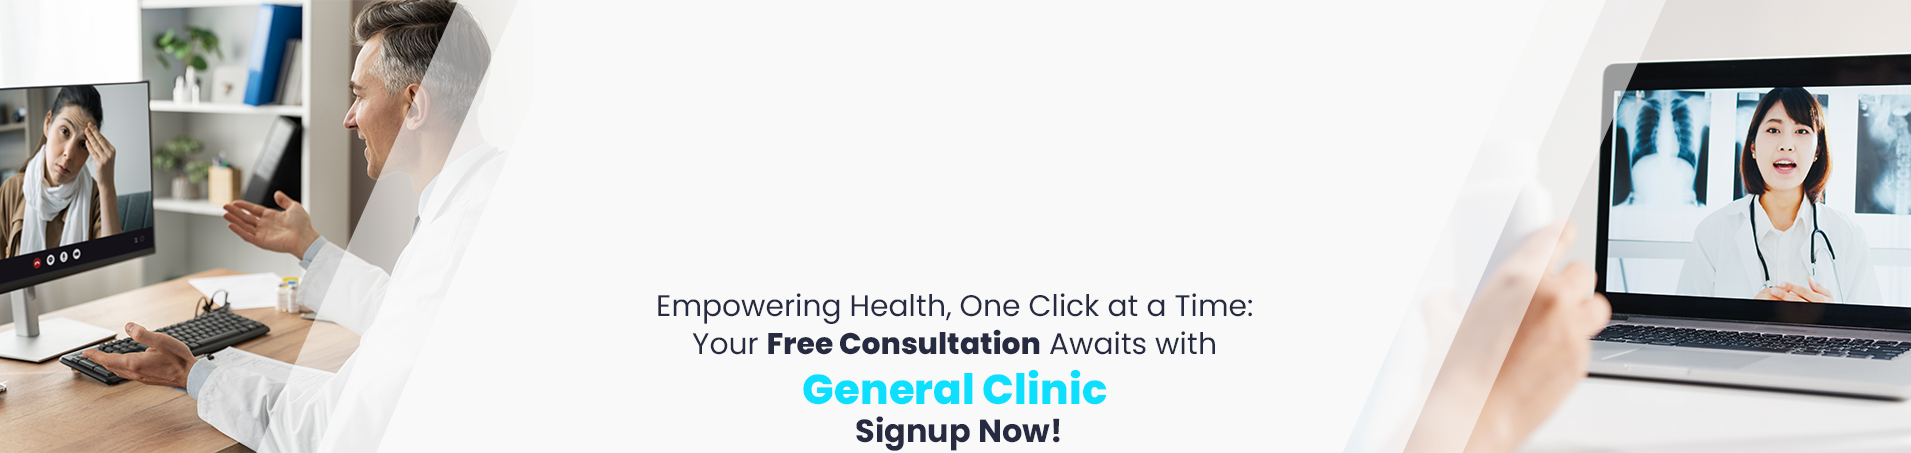 Empowering Health, One Click at a Time:
Your Free Consultation Awaits with
General Clinic
Signup Now!